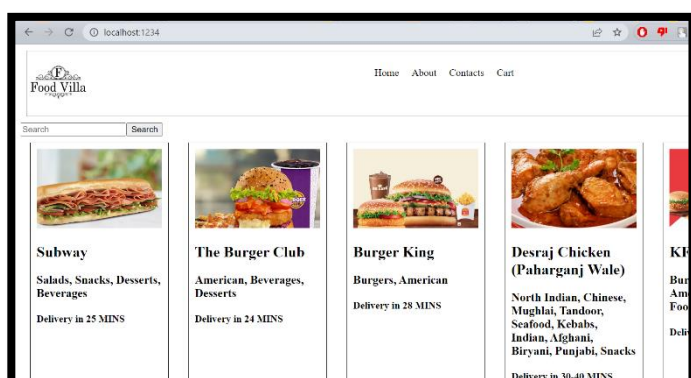 localhost:1234
F
Food Villa
Home About Contacts Cart
Search Search
Subway
Salads, Snacks, Desserts,
Beverages
Delivery in 25 MINS
The Burger Club
American, Beverages,
Desserts
Delivery in 24 MINS
Burger King
Burgers, American
Delivery in 28 MINS
Desraj Chicken
(Paharganj Wale)
North Indian, Chinese,
Mughlai, Tandoor,
Seafood, Kebabs,
Indian, Afghani,
Biryani, Punjabi, Snacks
Delivery in 30-40 MINS